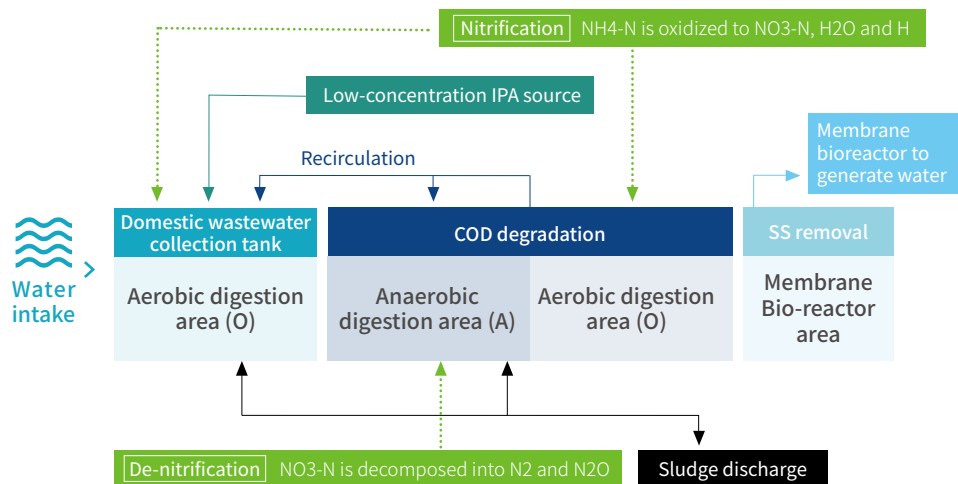 Nitrification NH4-N is oxidized to NO3-N, H2O and H
Low-concentration IPA source
Recirculation
Membrane
bioreactor to
generate water
Water
intake
Domestic wastewater
collection tank
COD degradation
SS removal
Aerobic digestion
area (O)
Anaerobic
digestion area (A)
Aerobic digestion
area (O)
Membrane
Bio-reactor
area
De-nitrification NO3-N is decomposed into N2 and N2O
Sludge discharge